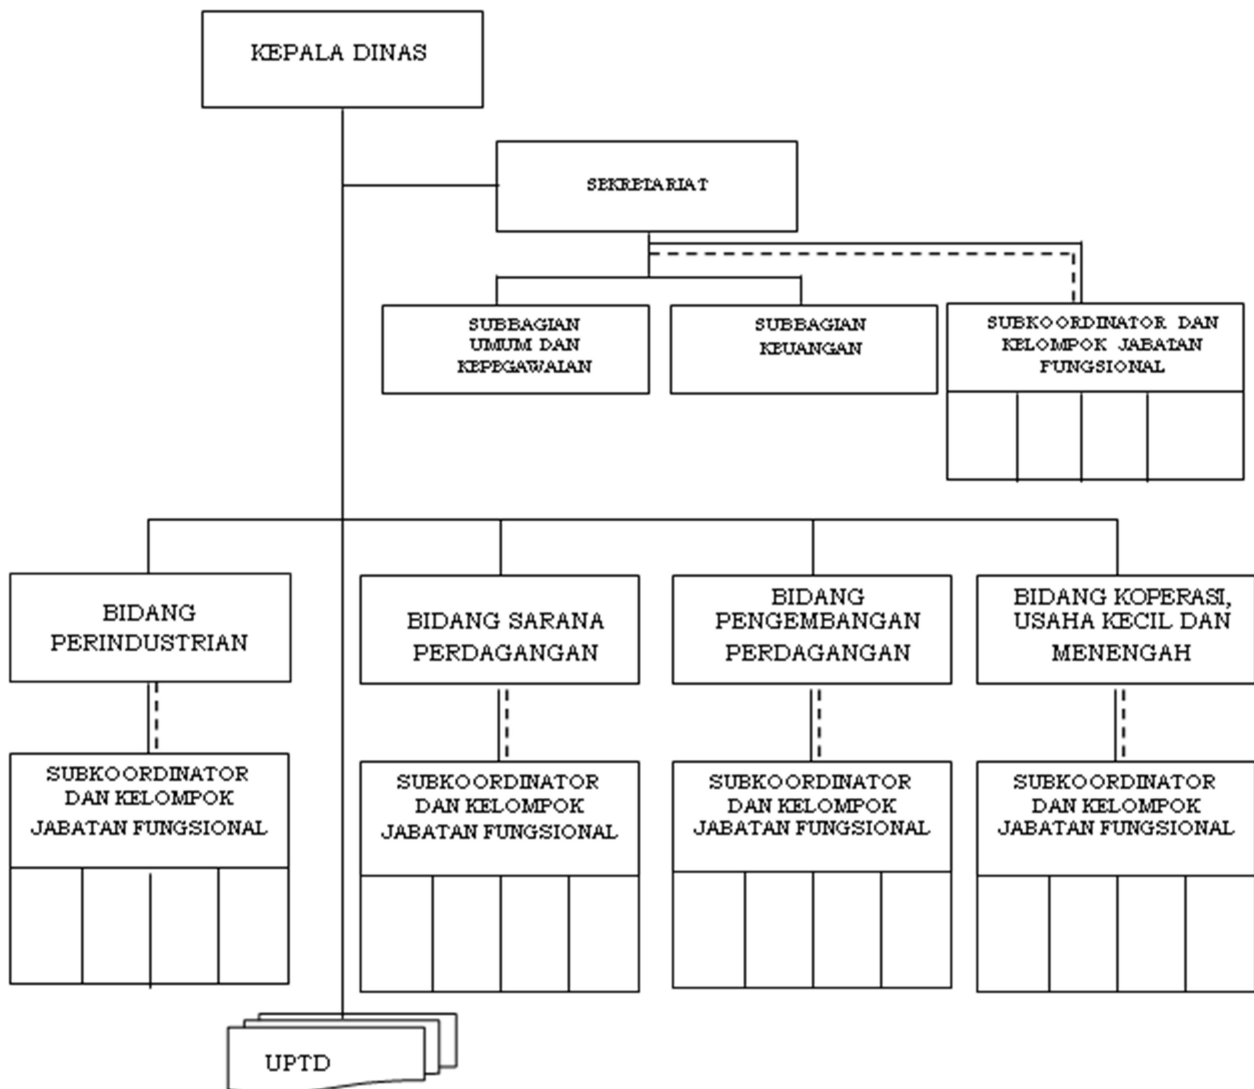 KEPALA DINAS
SEKRETARIAT
SUBBAGIAN
UMUM DAN
KEPEGAWAIAN
SUBBAGIAN
KEUANGAN
SUBKOORDINATOR DAN
KELOMPOK JABATAN
FUNGSIONAL
BIDANG
PERINDUSTRIAN
BIDANG SARANA
PERDAGANGAN
BIDANG
PENGEMBANGAN
PERDAGANGAN
BIDANG KOPERASI,
USAHA KECIL DAN
MENENGAH
SUBKOORDINATOR
DAN KELOMPOK
JABATAN FUNGSIONAL
SUBKOORDINATOR
DAN KELOMPOK
JABATAN FUNGSIONAL
SUBKOORDINATOR
DAN KELOMPOK
JABATAN FUNGSIONAL
SUBKOORDINATOR
DAN KELOMPOK
JABATAN FUNGSIONAL
UPTD